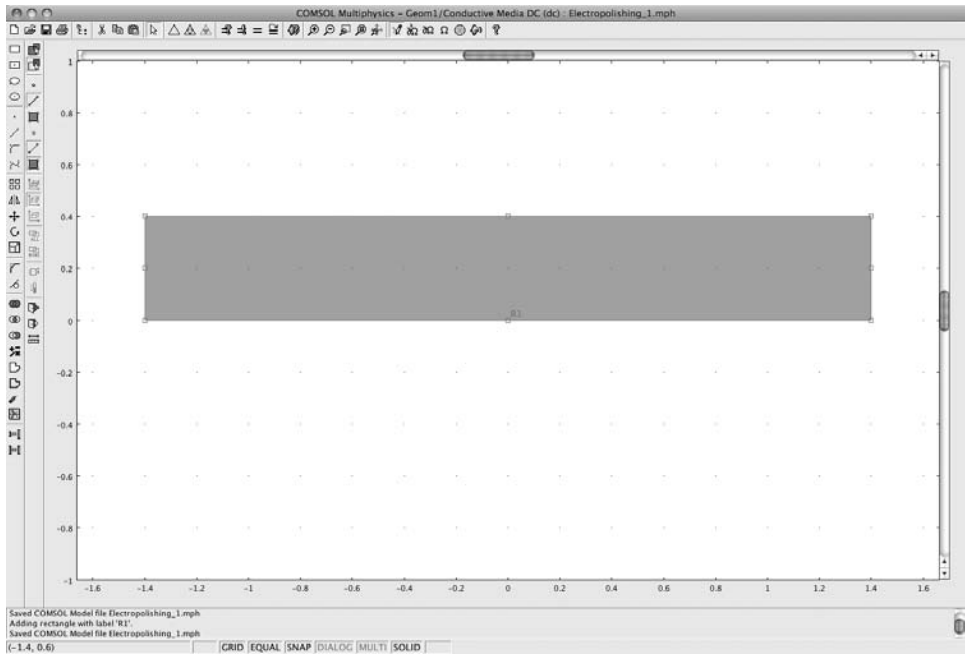 COMSOL Multiphysics - Geom1/Conductive Media DC (dc) : Electropolishing_1.mph
1
0.8
0.6
0.4
0.2
R1
0
-0.2
-0.4
-0.6
-0.8
-1
-1.6 -1.4 -1.2 -1 -0.8 -0.6 -0.4 -0.2 0 0.2 0.4 0.6 0.8 1 1.2 1.4 1.6
Saved COMSOL Model file Electropolishing_1.mph
Adding rectangle with label 'R1'.
Saved COMSOL Model file Electropolishing_1.mph
(-1.4, 0.6) GRID EQUAL SNAP DIALOG MULTI SOLID